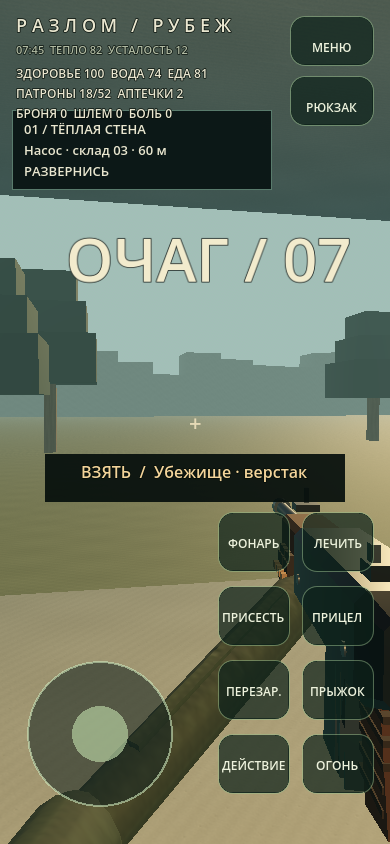 РАЗЛОМ / РУБЕЖ
07:45 ТЕПЛО 82 УСТАЛОСТЬ 12
ЗДОРОВЬЕ 100 ВОДА 74 ЕДА 81
ПАТРОНЫ 18/52 АПТЕЧКИ 2
БРОНЯ 0 ШЛЕМ 0 БОЛЬ 0
МЕНЮ
РЮКЗАК
01 / ТЁПЛАЯ СТЕНА
Насос · склад 03 · 60 м
РАЗВЕРНИСЬ
ОЧАГ / 07
+
ВЗЯТЬ / Убежище · верстак
ФОНАРЬ
ЛЕЧИТЬ
ПРИСЕСТЬ
ПРИЦЕЛ
ПЕРЕЗАР.
ПРЫЖОК
ДЕЙСТВИЕ
ОГОНЬ